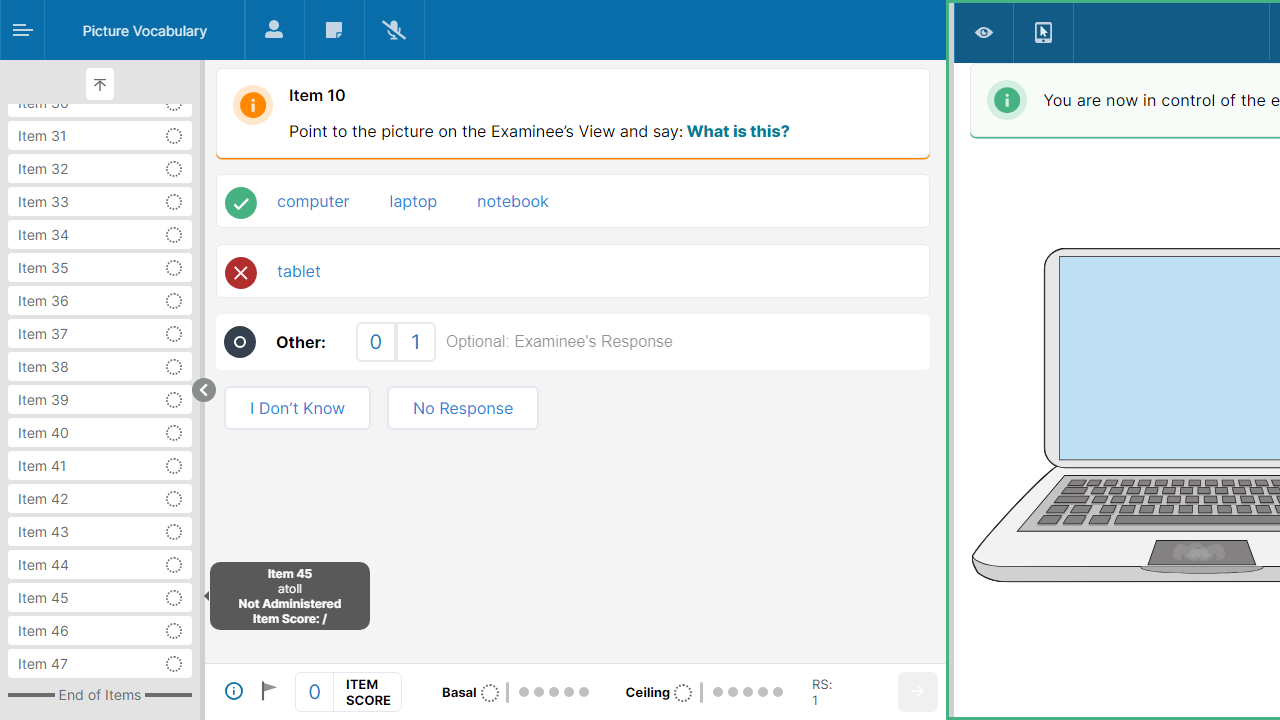 Picture Vocabulary
Item 30
Item 31
Item 32
Item 33
Item 34
Item 35
Item 36
Item 37
Item 38
Item 39
Item 40
Item 41
Item 42
Item 43
Item 44
Item 45
Item 46
Item 47
End of Items
Item 10
Point to the picture on the Examinee’s View and say: What is this?
computer laptop notebook
tablet
Other: 0 1 Optional: Examinee's Response
I Don’t Know No Response
Item 45
atoll
Not Administered
Item Score: /
0 ITEM SCORE Basal Ceiling RS: 1
You are now in control of the e